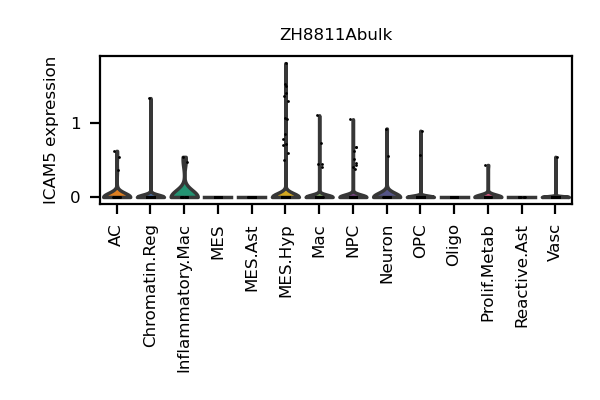 ZH8811Abulk
ICAM5 expression
1
0
AC
Chromatin.Reg
Inflammatory.Mac
MES
MES.Ast
MES.Hyp
Mac
NPC
Neuron
OPC
Oligo
Prolif.Metab
Reactive.Ast
Vasc